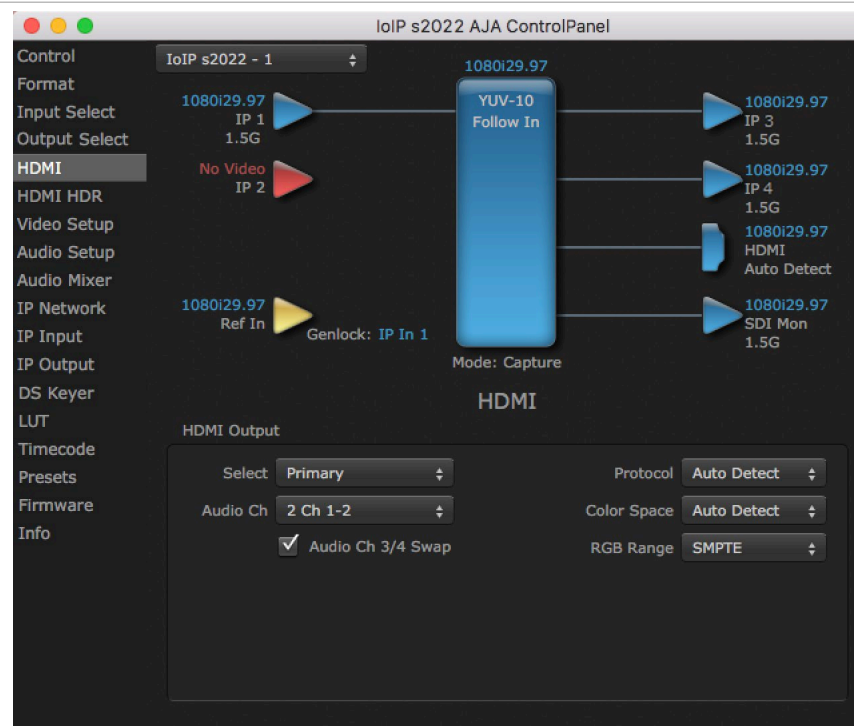 IoIP s2022 AJA ControlPanel
Control
Format
Input Select
Output Select
HDMI
HDMI HDR
Video Setup
Audio Setup
Audio Mixer
IP Network
IP Input
IP Output
DS Keyer
LUT
Timecode
Presets
Firmware
Info
IoIP s2022 - 1
1080i29.97
1080i29.97
IP 1
1.5G
No Video
IP 2
1080i29.97
Ref In
Genlock: IP In 1
YUV-10
Follow In
Mode: Capture
1080i29.97
IP 3
1.5G
1080i29.97
IP 4
1.5G
1080i29.97
HDMI
Auto Detect
1080i29.97
SDI Mon
1.5G
HDMI
HDMI Output
Select Primary
Audio Ch 2 Ch 1-2
Audio Ch 3/4 Swap
Protocol Auto Detect
Color Space Auto Detect
RGB Range SMPTE